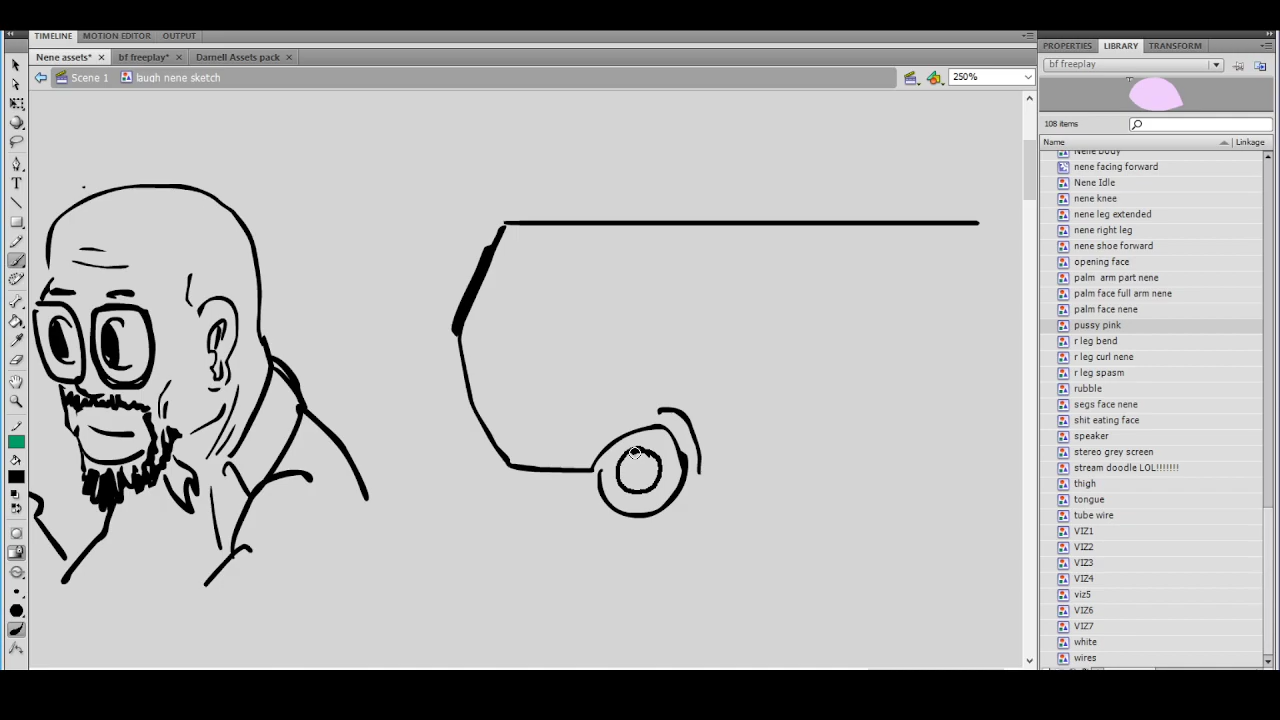 TIMELINE MOTION EDITOR OUTPUT
Nene assets* bf freeplay* Darnell Assets pack
Scene 1 laugh nene sketch
250%
PROPERTIES LIBRARY TRANSFORM
bf freeplay
108 items
Name Linkage
Nene Body
nene facing forward
Nene Idle
nene knee
nene leg extended
nene right leg
nene shoe forward
opening face
palm arm part nene
palm face full arm nene
palm face nene
pussy pink
r leg bend
r leg curl nene
r leg spasm
rubble
segs face nene
shit eating face
speaker
stereo grey screen
stream doodle LOL!!!!!!!
thigh
tongue
tube wire
VIZ1
VIZ2
VIZ3
VIZ4
viz5
VIZ6
VIZ7
white
wires